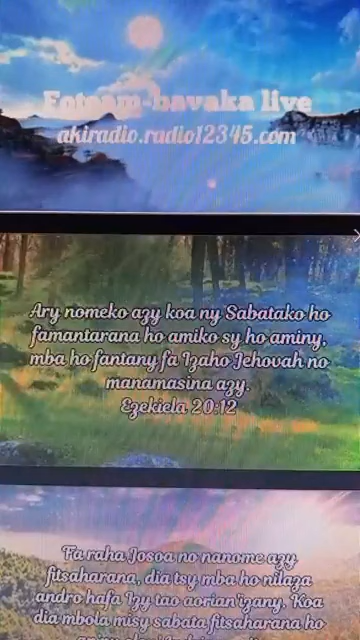 Fotoam-bavaka live
akiradio.radio12345.com
Ary nomeko azy koa ny Sabatako ho
famantarana ho amiko sy ho aminy,
mba ho fantany fa Izaho Jehovah no
manamasina azy.
Ezekiela 20:12
Fa raha Josoa no nanome azy
fitsaharana, dia tsy mba ho nilaza
andro hafa Izy tao aorian'izany. Koa
dia mbola misy sabata fitsaharana ho